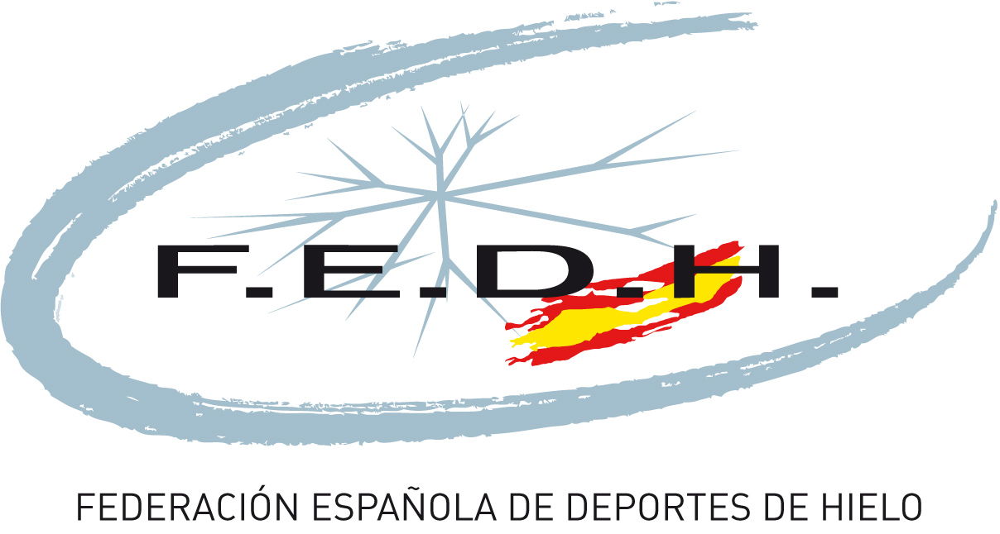 F.E.D.H.
FEDERACIÓN ESPAÑOLA DE DEPORTES DE HIELO